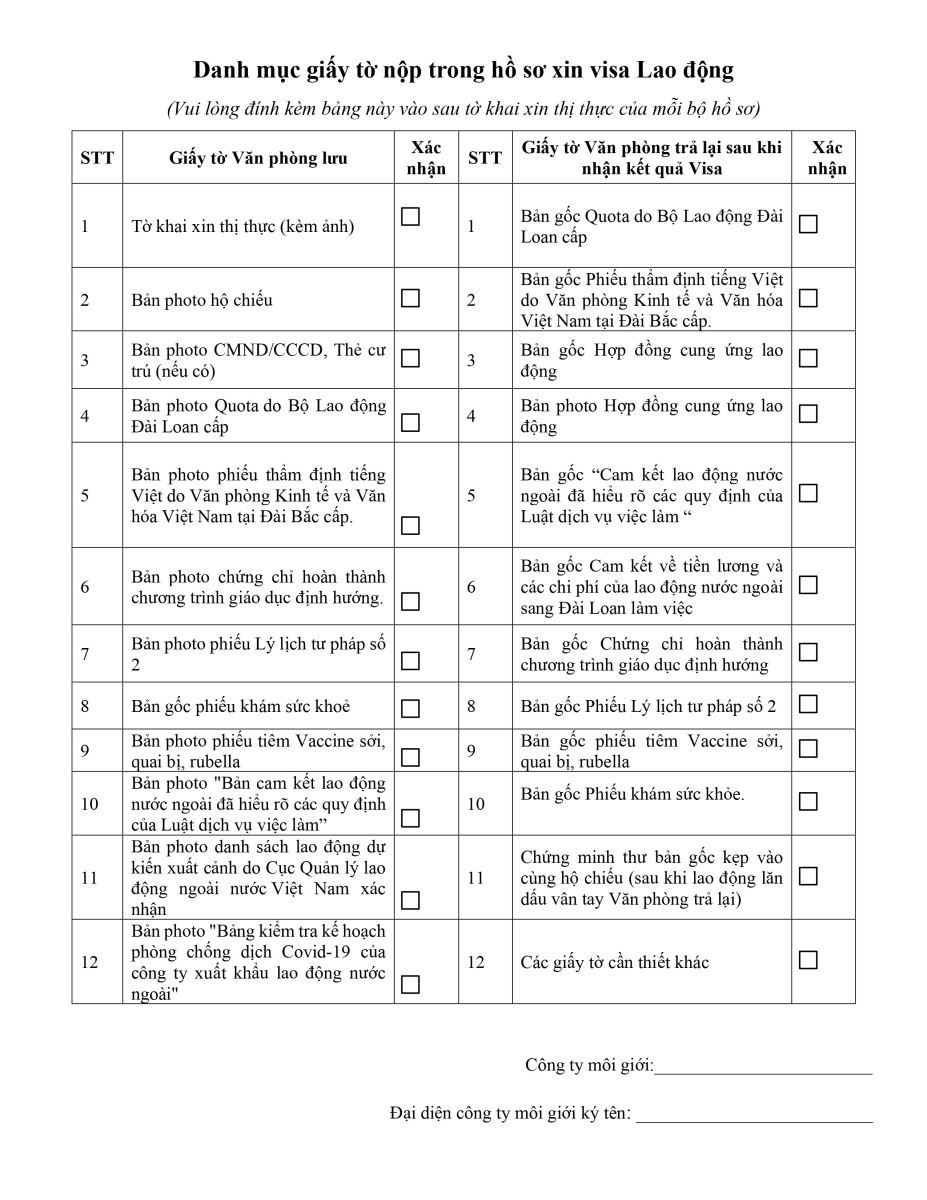 Danh mục giấy tờ nộp trong hồ sơ xin visa Lao động
(Vui lòng đính kèm bảng này vào sau tờ khai xin thị thực của mỗi bộ hồ sơ)
STT
Giấy tờ Văn phòng lưu
Xác
nhận
STT
Giấy tờ Văn phòng trả lại sau khi
nhận kết quả Visa
Xác
nhận
1
Tờ khai xin thị thực (kèm ảnh)
1
Bản gốc Quota do Bộ Lao động Đài
Loan cấp
2
Bản photo hộ chiếu
2
Bản gốc Phiếu thẩm định tiếng Việt
do Văn phòng Kinh tế và Văn hóa
Việt Nam tại Đài Bắc cấp.
3
Bản photo CMND/CCCD, Thẻ cư
trú (nếu có)
3
Bản gốc Hợp đồng cung ứng lao
động
4
Bản photo Quota do Bộ Lao động
Đài Loan cấp
4
Bản photo Hợp đồng cung ứng lao
động
5
Bản photo phiếu thẩm định tiếng
Việt do Văn phòng Kinh tế và Văn
hóa Việt Nam tại Đài Bắc cấp.
5
Bản gốc “Cam kết lao động nước
ngoài đã hiểu rõ các quy định của
Luật dịch vụ việc làm “
6
Bản photo chứng chỉ hoàn thành
chương trình giáo dục định hướng.
6
Bản gốc Cam kết về tiền lương và
các chi phí của lao động nước ngoài
sang Đài Loan làm việc
7
Bản photo phiếu Lý lịch tư pháp số
2
7
Bản gốc Chứng chỉ hoàn thành
chương trình giáo dục định hướng
8
Bản gốc phiếu khám sức khoẻ
8
Bản gốc Phiếu Lý lịch tư pháp số 2
9
Bản photo phiếu tiêm Vaccine sởi,
quai bị, rubella
9
Bản gốc phiếu tiêm Vaccine sởi,
quai bị, rubella
10
Bản photo "Bản cam kết lao động
nước ngoài đã hiểu rõ các quy định
của Luật dịch vụ việc làm”
10
Bản gốc Phiếu khám sức khỏe.
11
Bản photo danh sách lao động dự
kiến xuất cảnh do Cục Quản lý lao
động ngoài nước Việt Nam xác
nhận
11
Chứng minh thư bản gốc kẹp vào
cùng hộ chiếu (sau khi lao động lăn
dấu vân tay Văn phòng trả lại)
12
Bản photo "Bảng kiểm tra kế hoạch
phòng chống dịch Covid-19 của
công ty xuất khẩu lao động nước
ngoài"
12
Các giấy tờ cần thiết khác
Công ty môi giới:
Đại diện công ty môi giới ký tên: